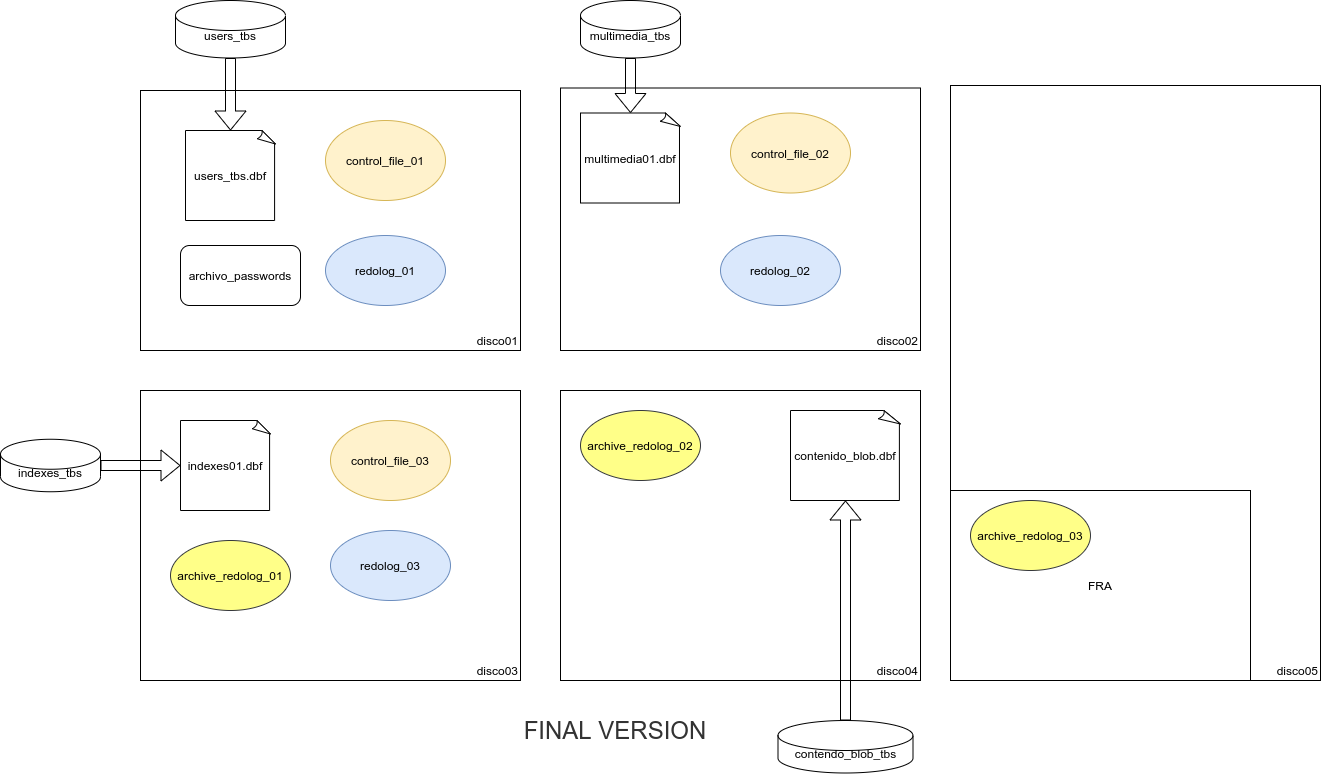 users_tbs
multimedia_tbs
users_tbs.dbf
control_file_01
archivo_passwords
redolog_01
disco01
multimedia01.dbf
control_file_02
redolog_02
disco02
indexes_tbs
indexes01.dbf
control_file_03
archive_redolog_01
redolog_03
disco03
archive_redolog_02
contenido_blob.dbf
disco04
archive_redolog_03
FRA
disco05
FINAL VERSION
contendo_blob_tbs